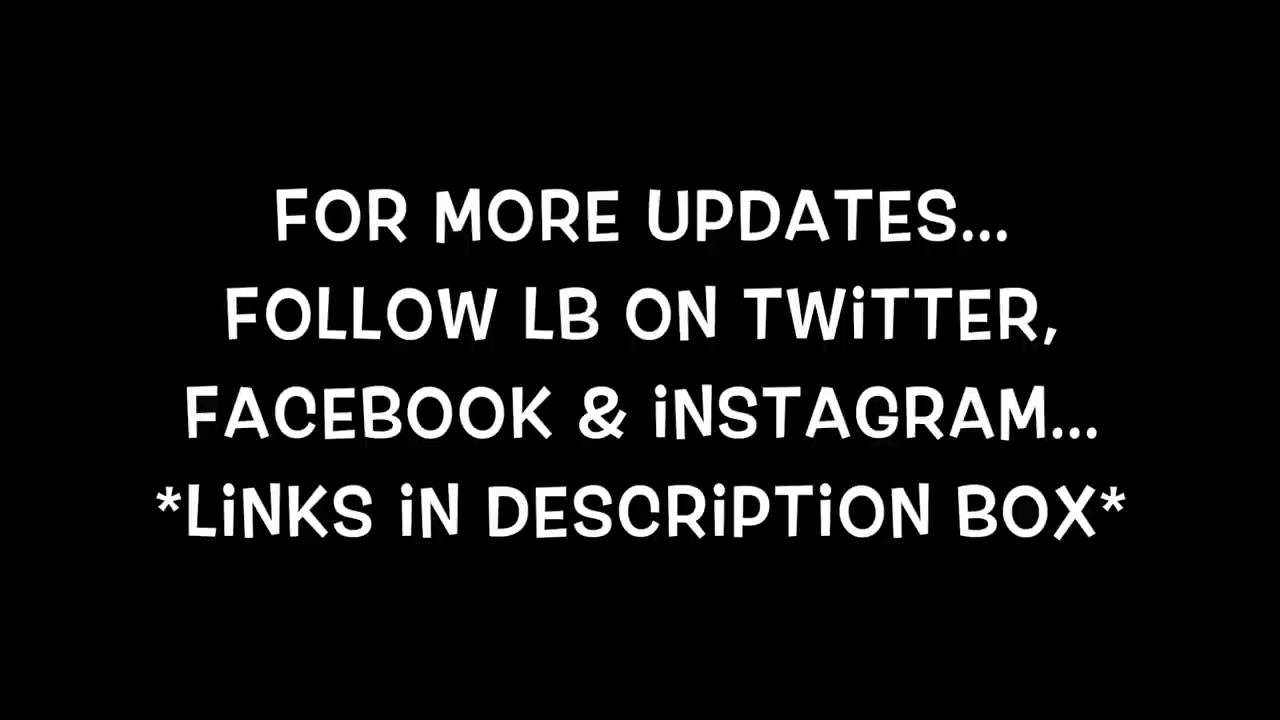 FOR MORE UPDATES...
FOLLOW LB ON TWiTTER,
FACEBOOK & iNSTAGRAM...
*LiNKS iN DESCRiPTiON BOX*